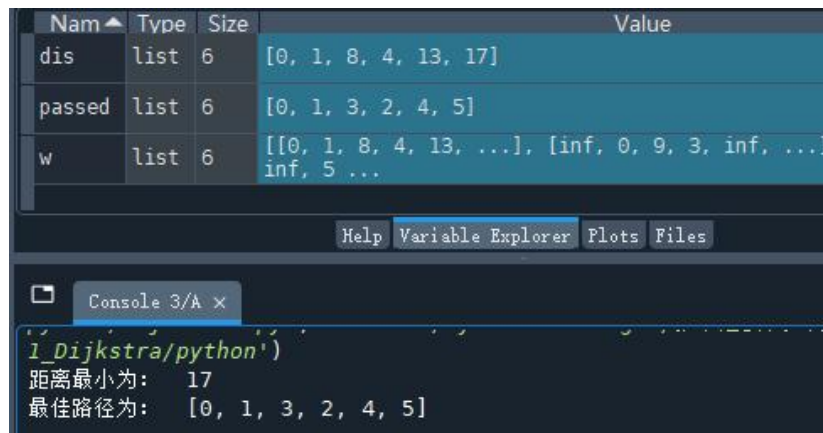 Nam Type Size Value
dis list 6 [0, 1, 8, 4, 13, 17]
passed list 6 [0, 1, 3, 2, 4, 5]
w list 6 [[0, 1, 8, 4, 13, ...], [inf, 0, 9, 3, inf, ...]
inf, 5 ...
Help Variable Explorer Plots Files
Console 3/A ×
l_Dijkstra/python')
距离最小为: 17
最佳路径为: [0, 1, 3, 2, 4, 5]